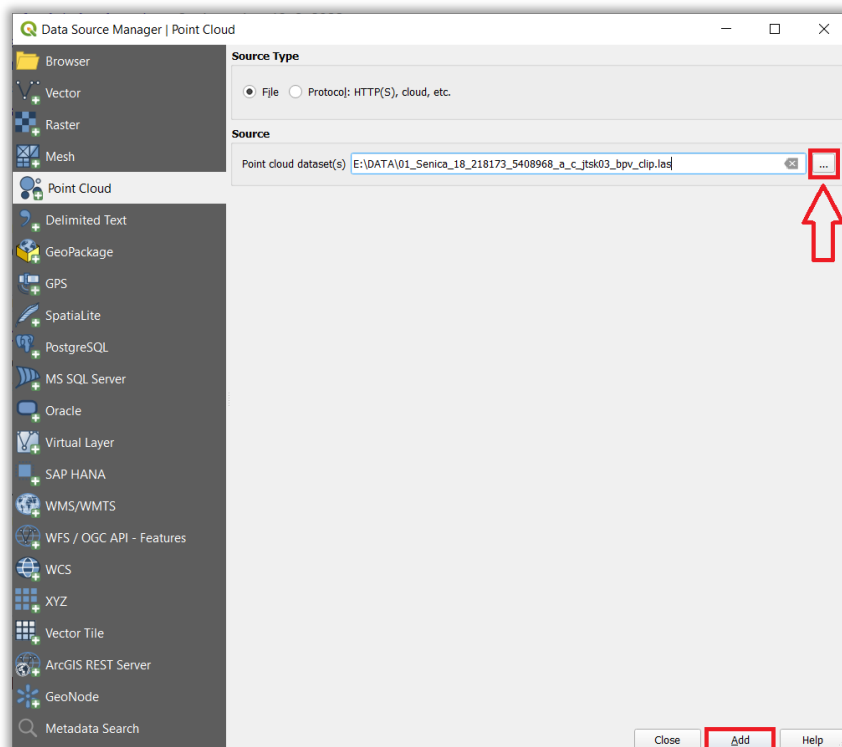 Data Source Manager | Point Cloud
Browser
Vector
Raster
Mesh
Point Cloud
Delimited Text
GeoPackage
GPS
SpatiaLite
PostgreSQL
MS SQL Server
Oracle
Virtual Layer
SAP HANA
WMS/WMTS
WFS / OGC API - Features
WCS
XYZ
Vector Tile
ArcGIS REST Server
GeoNode
Metadata Search
Source Type
File Protocol: HTTP(S), cloud, etc.
Source
Point cloud dataset(s) E:\DATA\01_Senica_18_218173_5408968_a_c_jtsk03_bpv_clip.las ...
Close Add Help